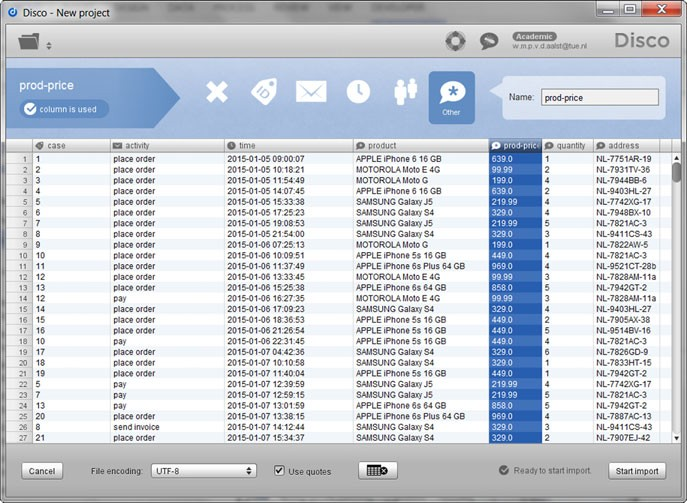 Disco - New project
Academic
w.m.p.v.d.aalst@tue.nl
Disco
prod-price
column is used
ID
Other
Name: prod-price
case activity time product prod-price quantity address
1 1 place order 2015-01-05 09:00:07 APPLE iPhone 6 16 GB 639.0 1 NL-7751AR-19
2 2 place order 2015-01-05 10:18:21 MOTOROLA Moto E 4G 99.99 2 NL-7931TV-36
3 3 place order 2015-01-05 11:54:49 MOTOROLA Moto G 199.0 4 NL-7944BB-6
4 4 place order 2015-01-05 14:07:45 APPLE iPhone 6 16 GB 639.0 2 NL-9403HL-27
5 5 place order 2015-01-05 15:33:38 SAMSUNG Galaxy J5 219.99 4 NL-7742XG-17
6 6 place order 2015-01-05 17:25:23 SAMSUNG Galaxy S4 329.0 1 NL-7948BX-10
7 7 place order 2015-01-05 19:08:53 SAMSUNG Galaxy J5 219.99 5 NL-7821AC-3
8 8 place order 2015-01-05 21:54:00 SAMSUNG Galaxy S4 329.0 3 NL-9411CS-43
9 9 place order 2015-01-06 07:25:13 MOTOROLA Moto G 199.0 1 NL-7822AW-5
10 10 place order 2015-01-06 10:09:51 APPLE iPhone 5s 16 GB 449.0 4 NL-7821AC-3
11 11 place order 2015-01-06 11:37:49 APPLE iPhone 6s Plus 64 GB 969.0 6 NL-9521CT-28b
12 12 place order 2015-01-06 13:33:45 MOTOROLA Moto E 4G 99.99 3 NL-7828AM-11a
13 13 place order 2015-01-06 15:25:38 APPLE iPhone 6s 64 GB 858.0 5 NL-7942GT-2
14 12 pay 2015-01-06 16:27:35 MOTOROLA Moto E 4G 99.99 3 NL-7828AM-11a
15 14 place order 2015-01-06 17:09:23 SAMSUNG Galaxy S4 329.0 1 NL-9403HL-27
16 15 place order 2015-01-06 18:36:53 APPLE iPhone 5s 16 GB 449.0 2 NL-7905AX-38
17 16 place order 2015-01-06 21:26:54 APPLE iPhone 5s 16 GB 449.0 5 NL-9514BV-16
18 10 pay 2015-01-06 22:31:45 APPLE iPhone 5s 16 GB 449.0 4 NL-7821AC-3
19 17 place order 2015-01-07 04:42:36 SAMSUNG Galaxy S4 329.0 6 NL-7826GD-9
20 18 place order 2015-01-07 10:10:58 SAMSUNG Galaxy S4 329.0 1 NL-7833HT-15
21 19 place order 2015-01-07 11:40:04 APPLE iPhone 5s 16 GB 449.0 1 NL-7942GT-2
22 5 pay 2015-01-07 12:39:59 SAMSUNG Galaxy J5 219.99 4 NL-7742XG-17
23 7 pay 2015-01-07 12:59:15 SAMSUNG Galaxy J5 219.99 5 NL-7821AC-3
24 13 pay 2015-01-07 13:01:59 APPLE iPhone 6s 64 GB 858.0 5 NL-7942GT-2
25 20 place order 2015-01-07 13:38:15 APPLE iPhone 6s Plus 64 GB 969.0 4 NL-7887AC-13
26 8 send invoice 2015-01-07 14:12:44 SAMSUNG Galaxy S4 329.0 3 NL-9411CS-43
27 21 place order 2015-01-07 15:34:37 SAMSUNG Galaxy S4 329.0 2 NL-7907EJ-42
Cancel File encoding: UTF-8 Use quotes Ready to start import. Start import